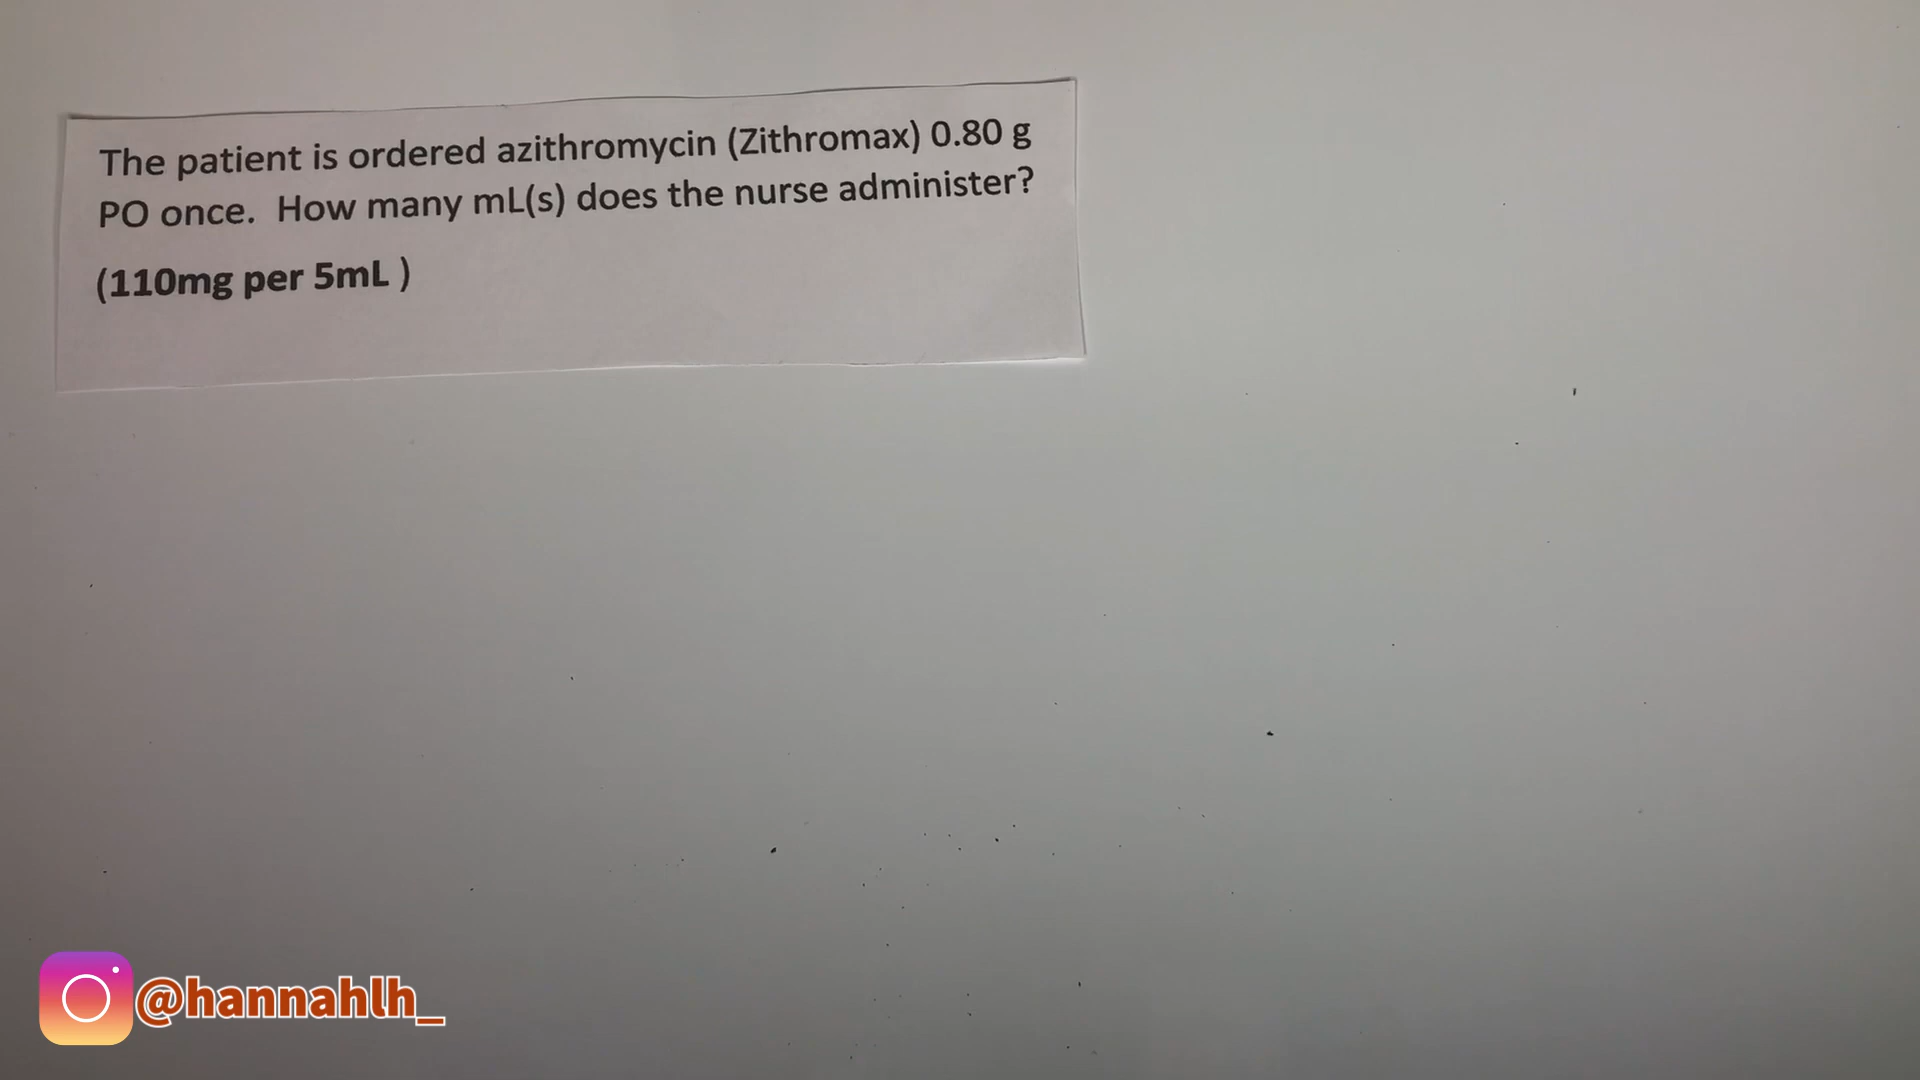 The patient is ordered azithromycin (Zithromax) 0.80 g
PO once. How many mL(s) does the nurse administer?
(110mg per 5mL )
@hannahlh_